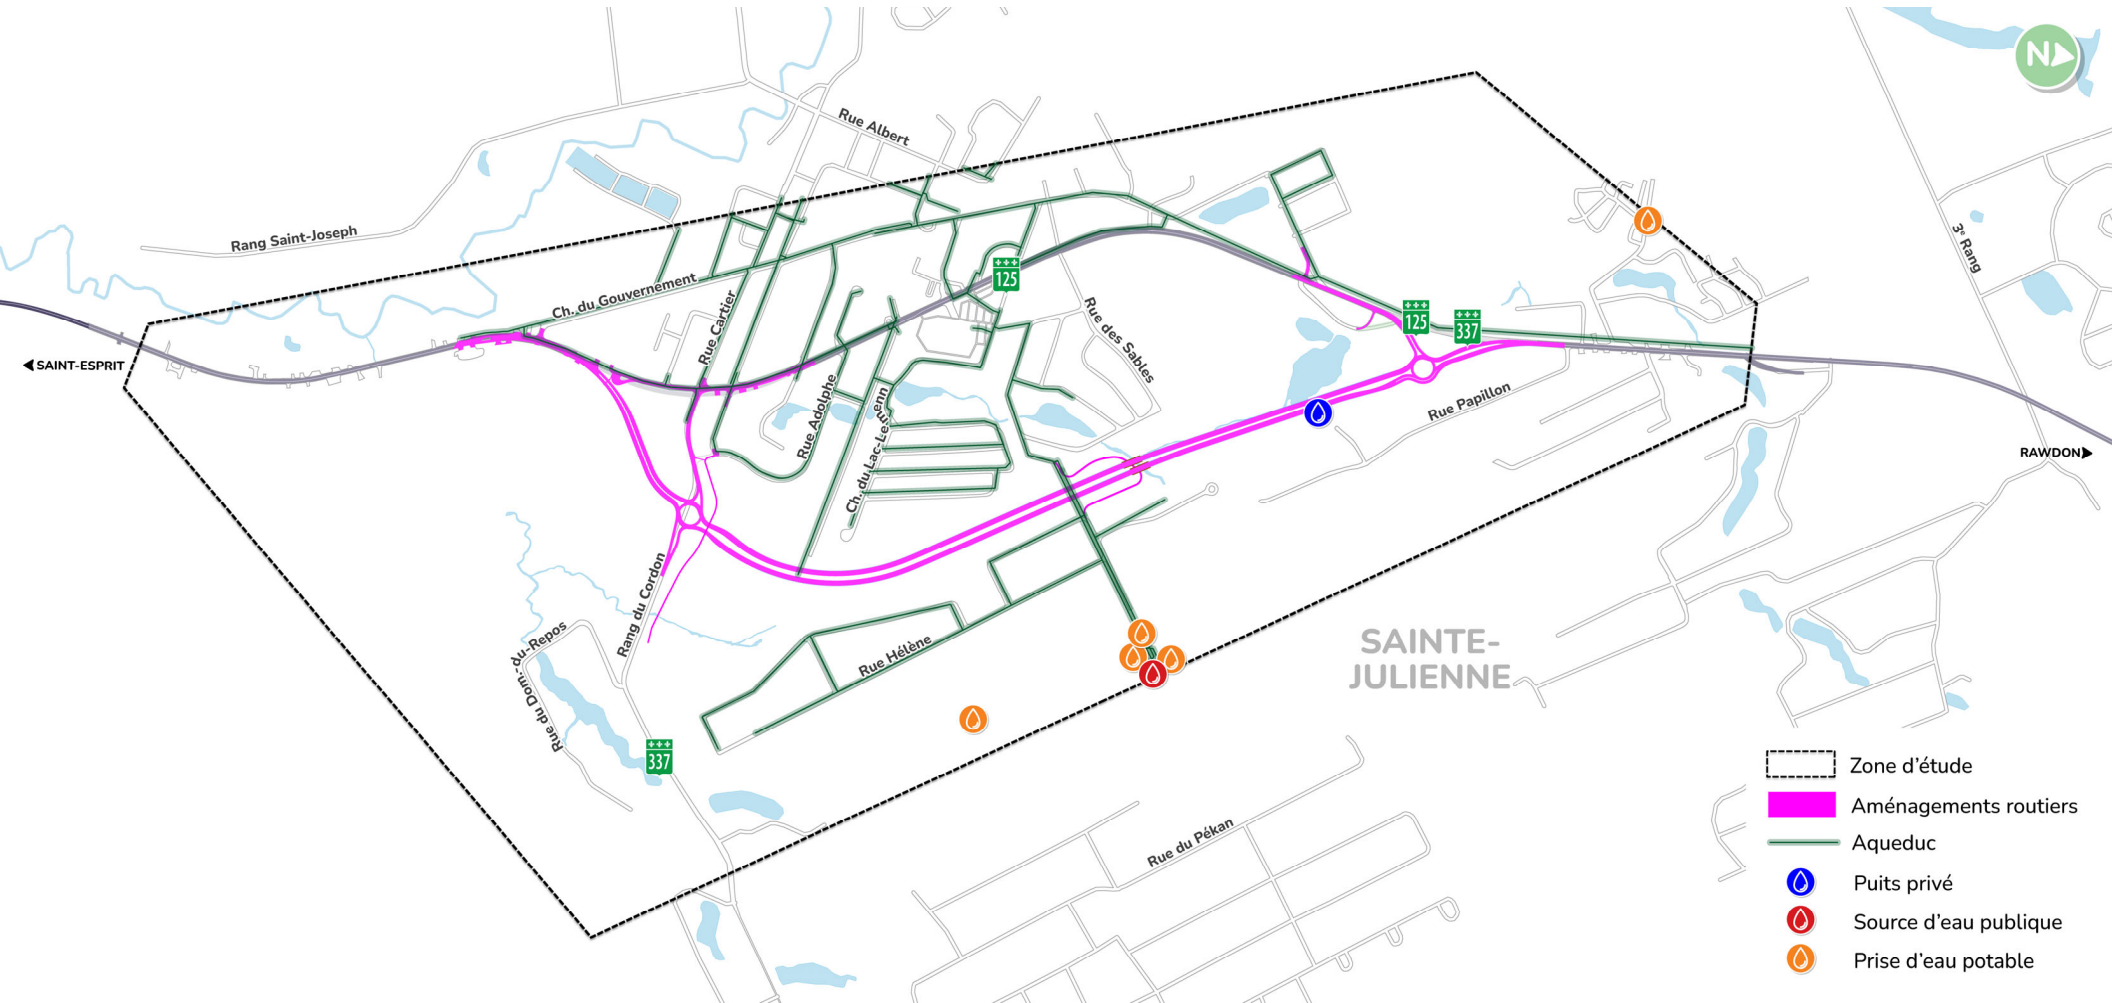 N
Rue Albert
Rang Saint-Joseph
3e Rang
Ch. du Gouvernement
125
Rue Cartier
Rue des Sables
125
337
SAINT-ESPRIT
Rue Adolphe
Ch. du Lac-Lemenn
Rue Papillon
RAWDON
Rang du Cordon
Rue du Dom-du-Repos
Rue Hélène
SAINTE-
JULIENNE
337
Rue du Pékan
Zone d'étude
Aménagements routiers
Aqueduc
Puits privé
Source d'eau publique
Prise d'eau potable